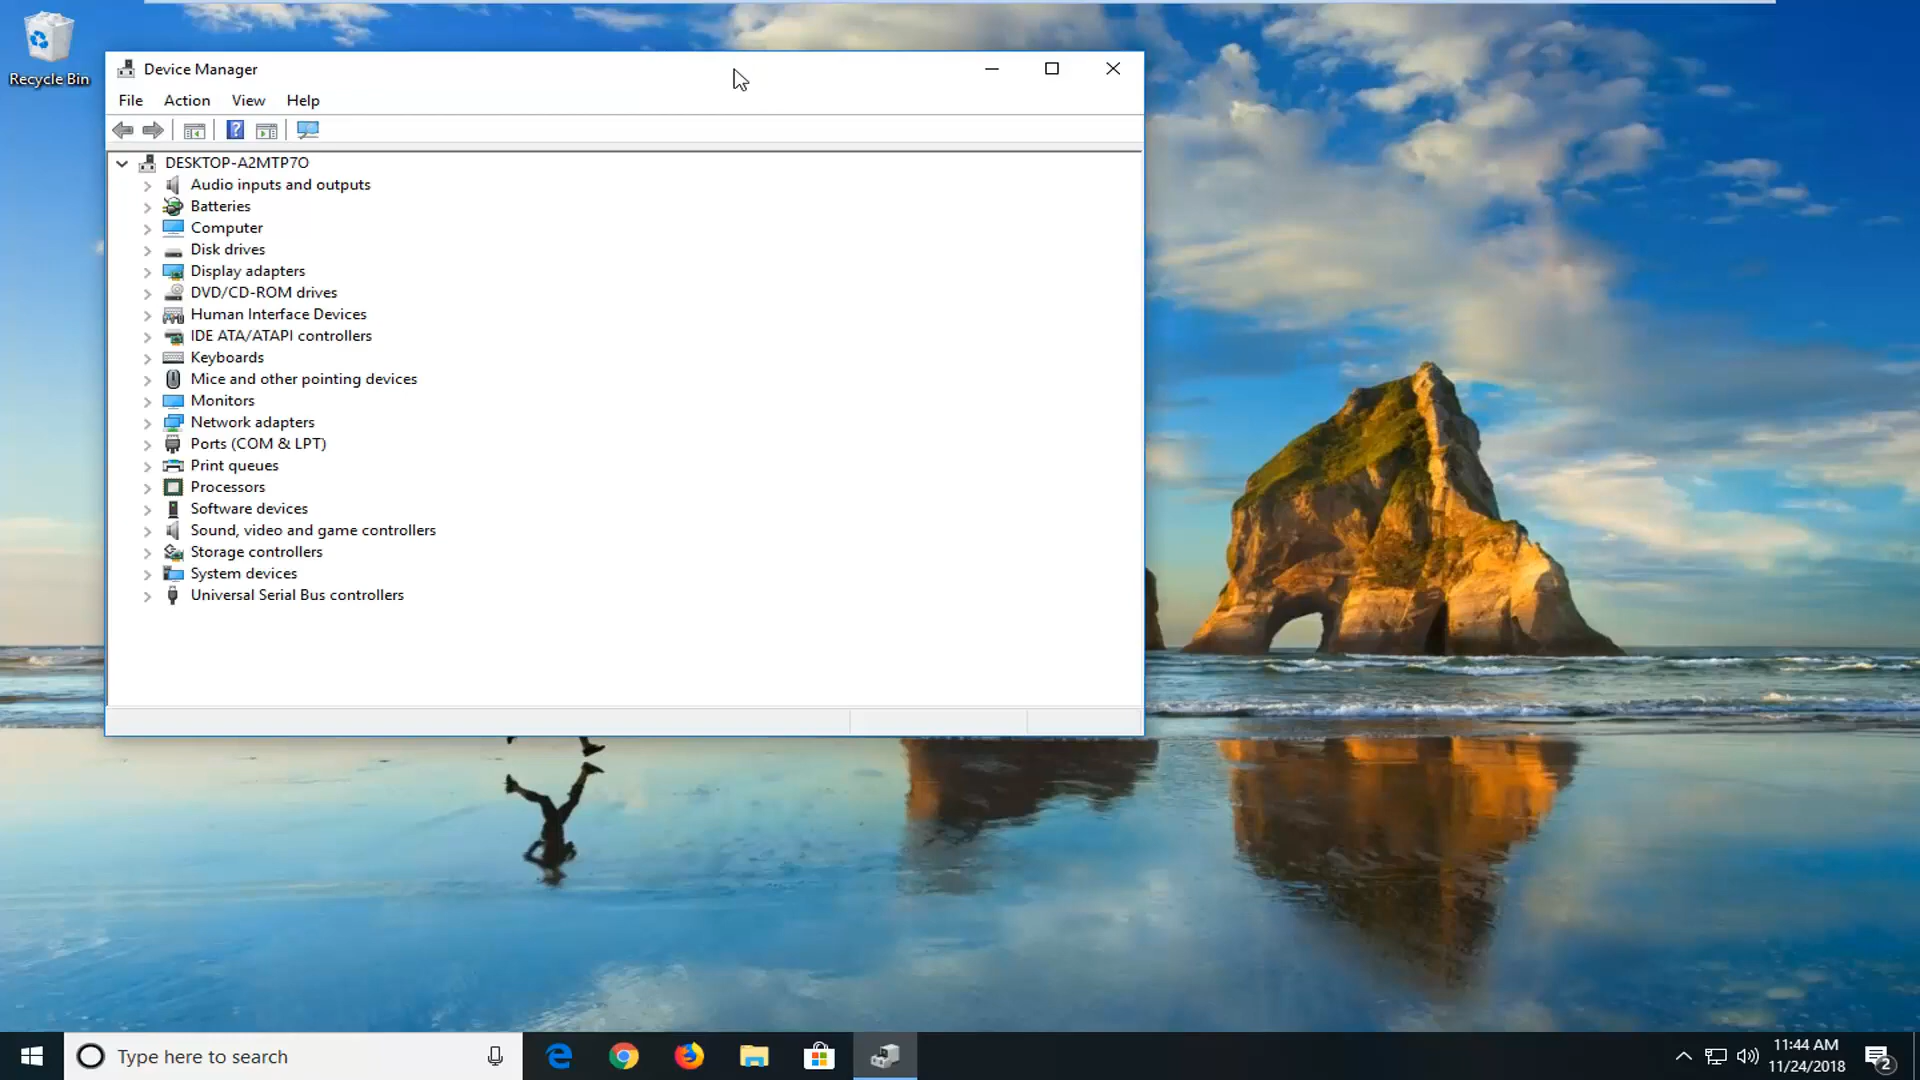 Recycle Bin
Device Manager
File Action View Help
DESKTOP-A2MTP7O
Audio inputs and outputs
Batteries
Computer
Disk drives
Display adapters
DVD/CD-ROM drives
Human Interface Devices
IDE ATA/ATAPI controllers
Keyboards
Mice and other pointing devices
Monitors
Network adapters
Ports (COM & LPT)
Print queues
Processors
Software devices
Sound, video and game controllers
Storage controllers
System devices
Universal Serial Bus controllers
Type here to search
11:44 AM
11/24/2018
2